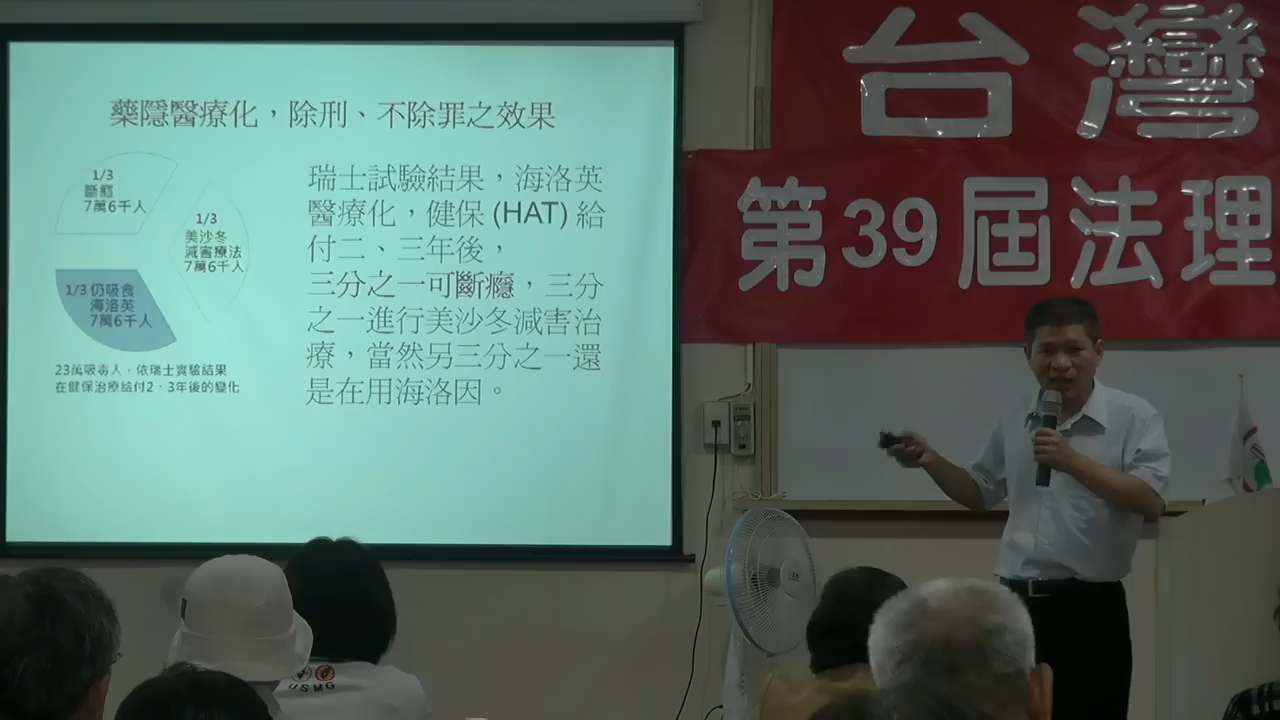 藥隱醫療化，除刑、不除罪之效果
1/3
斷癮
7萬6千人
1/3
美沙冬
減害療法
7萬6千人
1/3 仍吸食
海洛英
7萬6千人
23萬吸毒人，依瑞士實驗結果
在健保治療給付2、3年後的變化
瑞士試驗結果，海洛英
醫療化，健保 (HAT) 給
付二、三年後，
三分之一可斷癮，三分
之一進行美沙冬減害治
療，當然另三分之一還
是在用海洛因。
台灣
第39屆法理
USMG